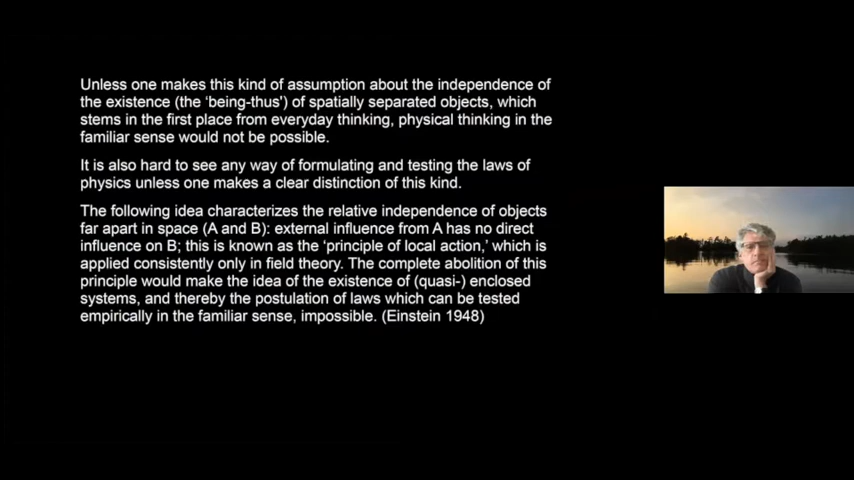 Unless one makes this kind of assumption about the independence of
the existence (the 'being-thus') of spatially separated objects, which
stems in the first place from everyday thinking, physical thinking in the
familiar sense would not be possible.
It is also hard to see any way of formulating and testing the laws of
physics unless one makes a clear distinction of this kind.
The following idea characterizes the relative independence of objects
far apart in space (A and B): external influence from A has no direct
influence on B; this is known as the 'principle of local action,' which is
applied consistently only in field theory. The complete abolition of this
principle would make the idea of the existence of (quasi-) enclosed
systems, and thereby the postulation of laws which can be tested
empirically in the familiar sense, impossible. (Einstein 1948)